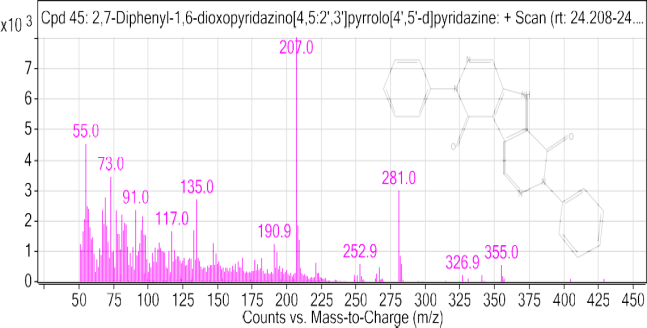 Cpd 45: 2,7-Diphenyl-1,6-dioxopyridazino[4,5:2',3']pyrrolo[4',5'-d]pyridazine: + Scan (rt: 24.208-24....
x10 3
207.0
7
6
5
55.0
4
73.0
281.0
3
135.0
91.0
117.0
2
190.9
1
252.9
326.9
355.0
0
N
N
NH
O
O
N
N
50 75 100 125 150 175 200 225 250 275 300 325 350 375 400 425 450
Counts vs. Mass-to-Charge (m/z)